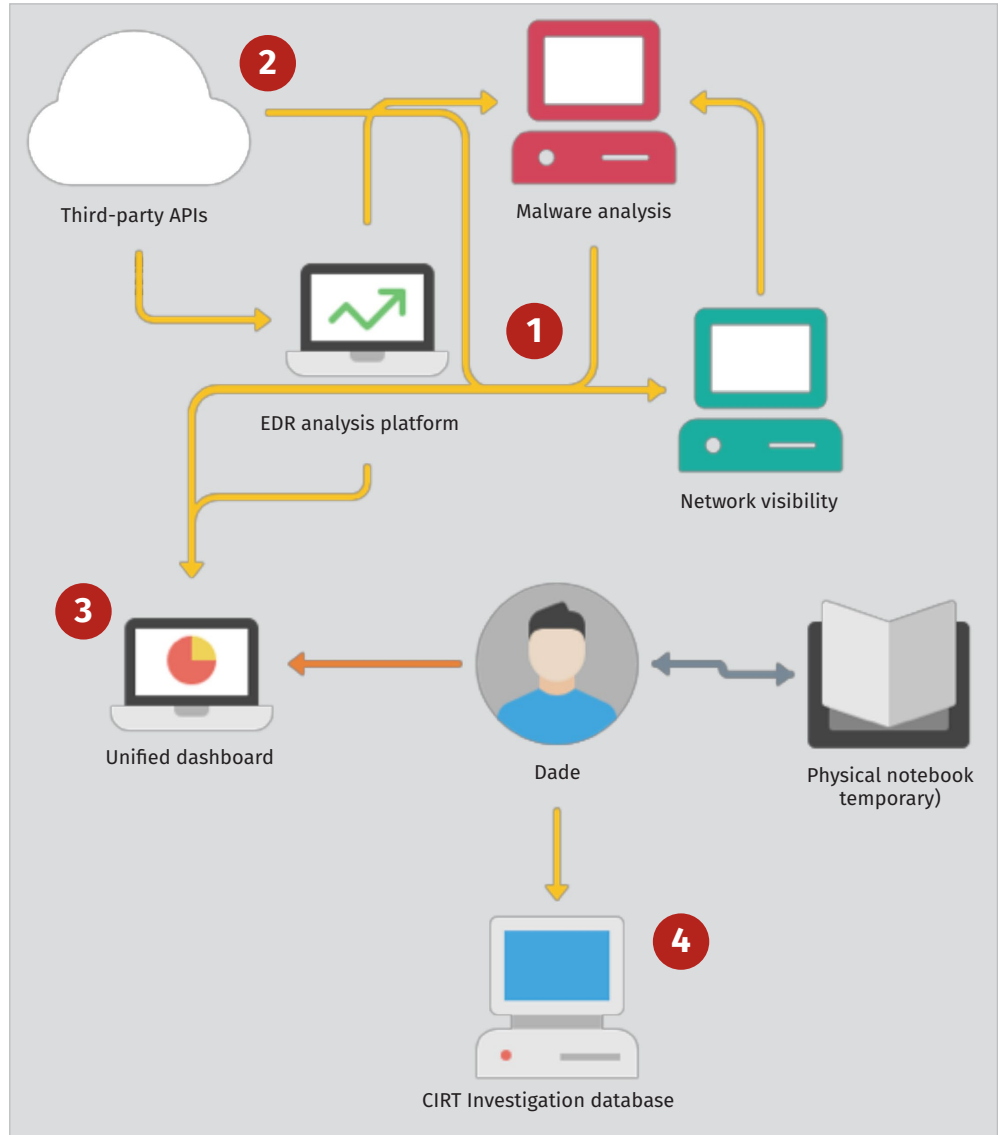 2
Third-party APIs
Malware analysis
1
EDR analysis platform
Network visibility
3
Unified dashboard
Dade
Physical notebook
temporary)
4
CIRT Investigation database